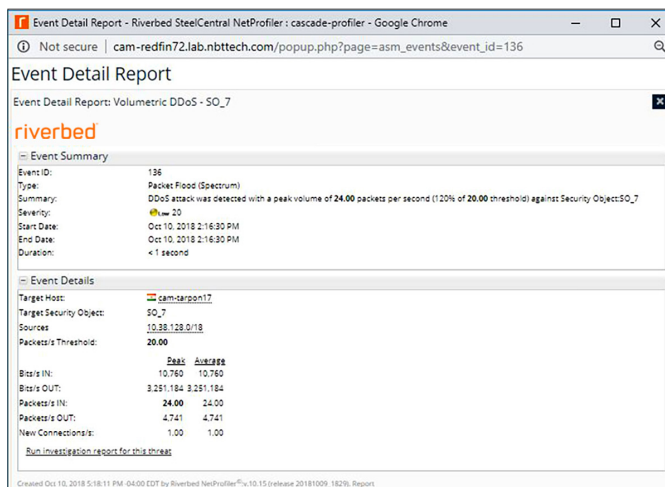 Event Detail Report - Riverbed SteelCentral NetProfiler : cascade-profiler - Google Chrome
Not secure | cam-redfin72.lab.nbttech.com/popup.php?page=asm_events&event_id=136
Event Detail Report
Event Detail Report: Volumetric DDoS - SO_7
riverbed
Event Summary
Event ID: 136
Type: Packet Flood (Spectrum)
Summary: DDoS attack was detected with a peak volume of 24.00 packets per second (120% of 20.00 threshold) against Security Object:SO_7
Severity: Low 20
Start Date: Oct 10, 2018 2:16:30 PM
End Date: Oct 10, 2018 2:16:30 PM
Duration: < 1 second
Event Details
Target Host: cam-tarpon17
Target Security Object: SO_7
Sources 10.38.128.0/18
Packets/s Threshold: 20.00
Peak Average
Bits/s IN: 10,760 10,760
Bits/s OUT: 3,251,184 3,251,184
Packets/s IN: 24.00 24.00
Packets/s OUT: 4,741 4,741
New Connections/s: 1.00 1.00
Run investigation report for this threat
Created Oct 10, 2018 5:18:11 PM -04:00 EDT by Riverbed NetProfiler®:v.10.15 (release 20181009_1829). Report